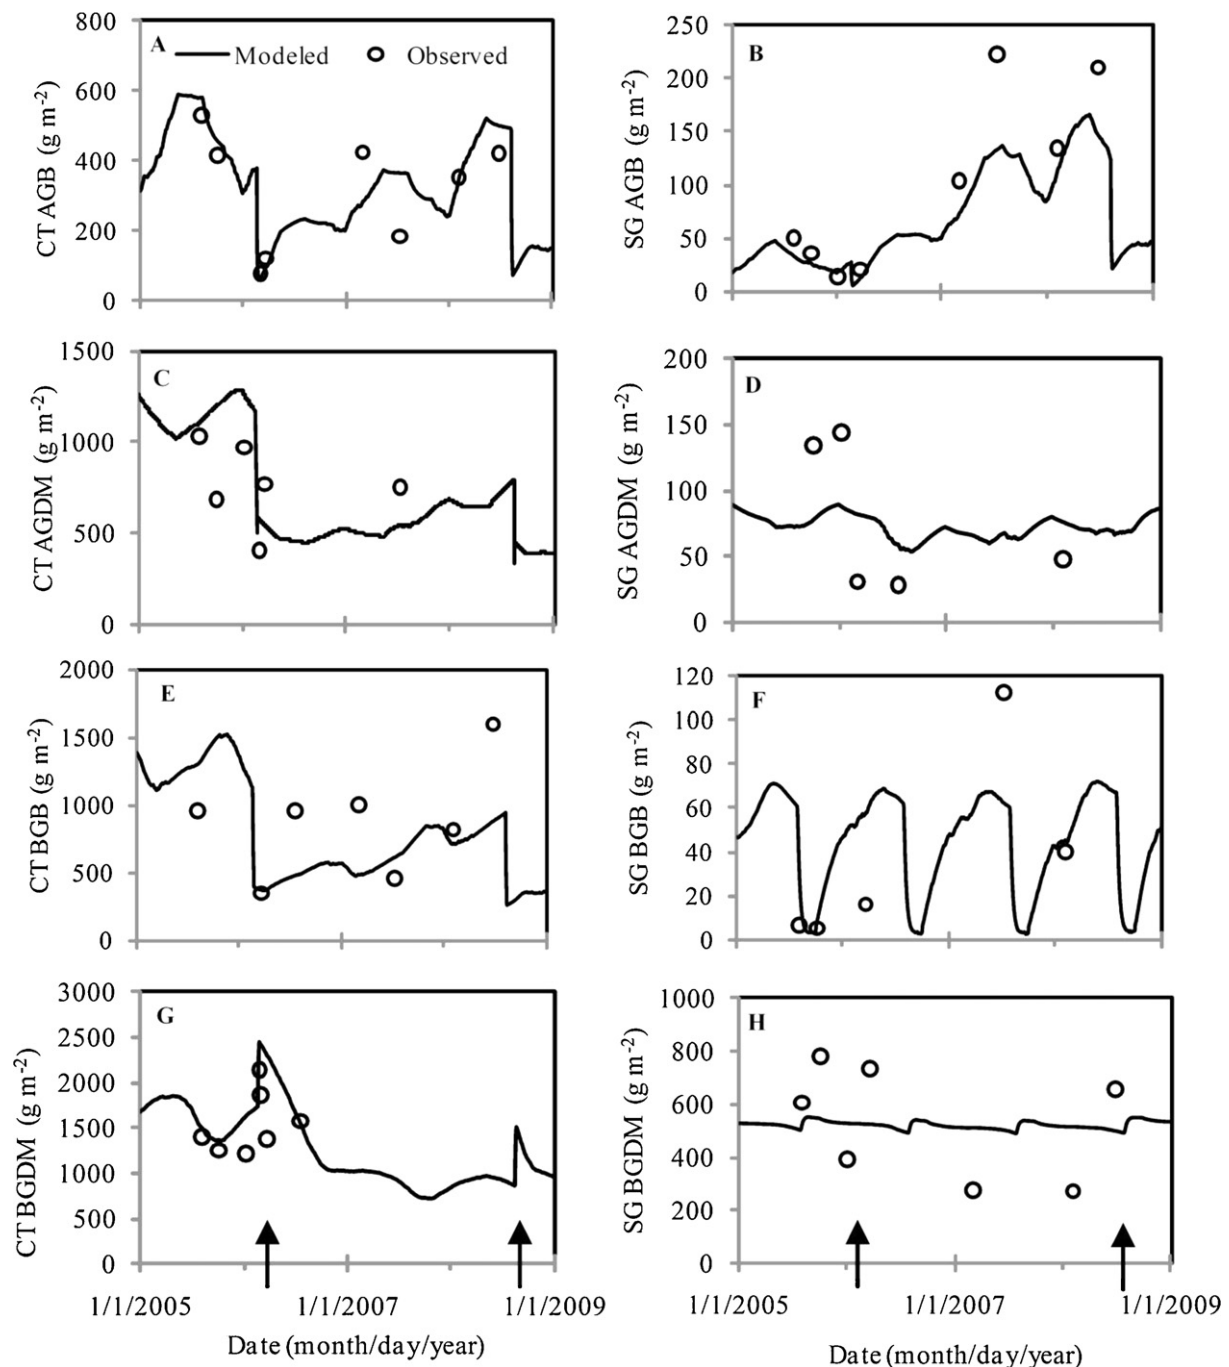 A
Modeled
Observed
CT AGB (g m-2)
800
600
400
200
0
B
SG AGB (g m-2)
250
200
150
100
50
0
C
CT AGDM (g m-2)
1500
1000
500
0
D
SG AGDM (g m-2)
200
150
100
50
0
E
CT BGB (g m-2)
2000
1500
1000
500
0
F
SG BGB (g m-2)
120
100
80
60
40
20
0
G
CT BGDM (g m-2)
3000
2500
2000
1500
1000
500
0
1/1/2005
1/1/2007
1/1/2009
Date (month/day/year)
H
SG BGDM (g m-2)
1000
800
600
400
200
0
1/1/2005
1/1/2007
1/1/2009
Date (month/day/year)